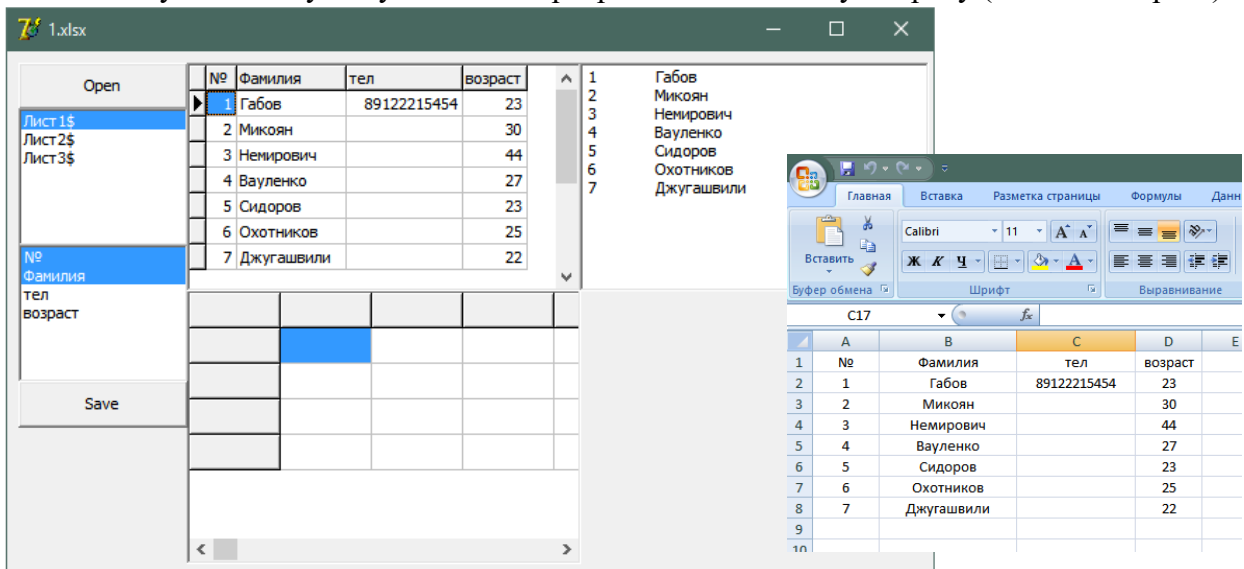 1.xlsx
Open
Лист1$
Лист2$
Лист3$
№
Фамилия
тел
возраст
Save
№ Фамилия тел возраст
1 Габов 89122215454 23
2 Микоян 30
3 Немирович 44
4 Вауленко 27
5 Сидоров 23
6 Охотников 25
7 Джугашвили 22
1 Габов
2 Микоян
3 Немирович
4 Вауленко
5 Сидоров
6 Охотников
7 Джугашвили
Главная Вставка Разметка страницы Формулы Данн
Вставить
Calibri 11 A A
Ж К Ч A
Буфер обмена Шрифт Выравнивание
C17 fx
A B C D E
1 № Фамилия тел возраст
2 1 Габов 89122215454 23
3 2 Микоян 30
4 3 Немирович 44
5 4 Вауленко 27
6 5 Сидоров 23
7 6 Охотников 25
8 7 Джугашвили 22
9
10